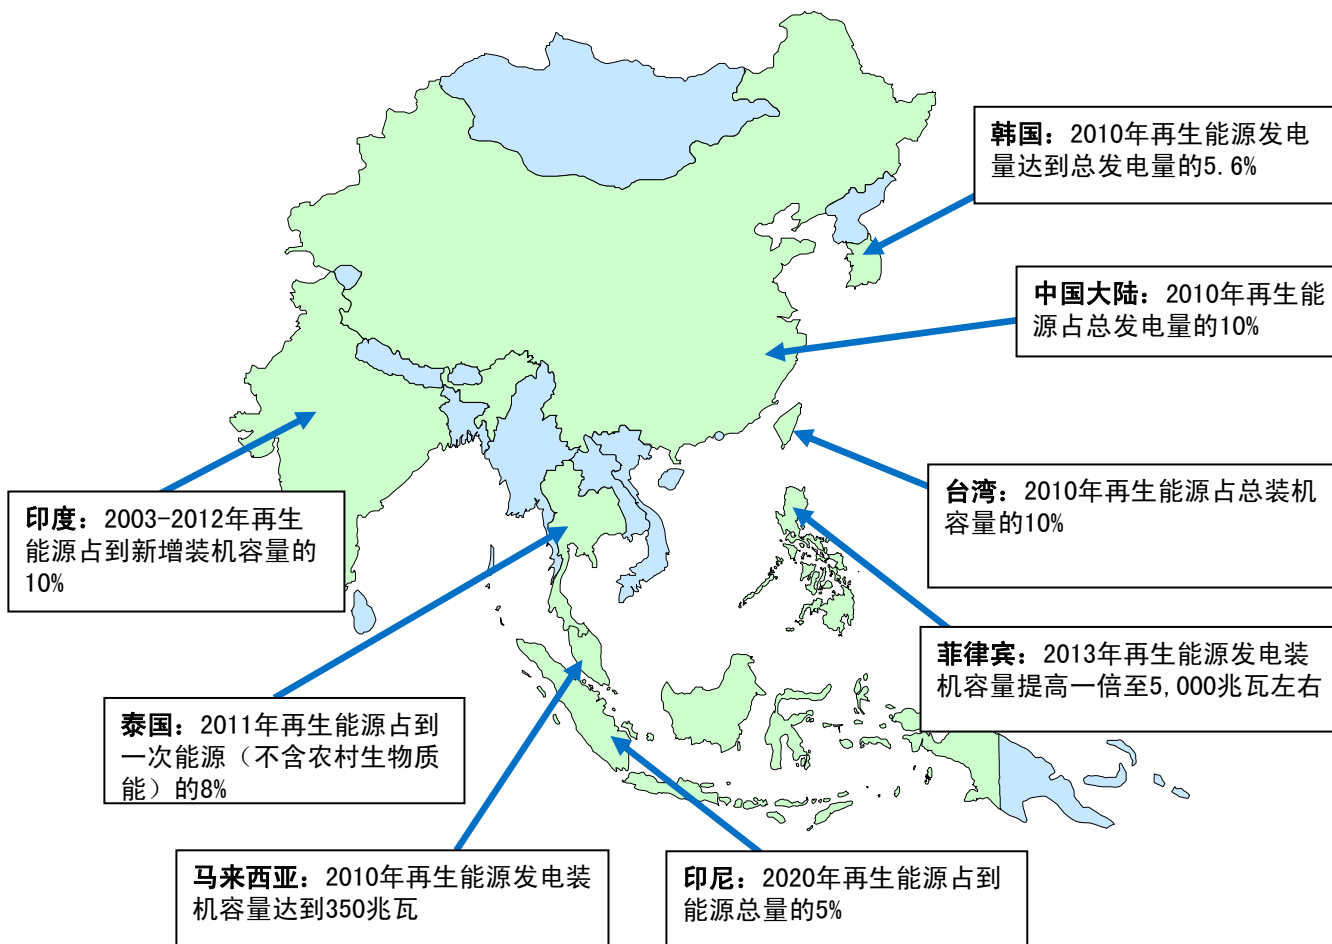 韩国：2010年再生能源发电
量达到总发电量的5.6%
中国大陆：2010年再生能
源占总发电量的10%
台湾：2010年再生能源占总装机
容量的10%
印度：2003-2012年再生
能源占到新增装机容量的
10%
菲律宾：2013年再生能源发电装
机容量提高一倍至5,000兆瓦左右
泰国：2011年再生能源占到
一次能源（不含农村生物质
能）的8%
马来西亚：2010年再生能源发电装
机容量达到350兆瓦
印尼：2020年再生能源占到
能源总量的5%